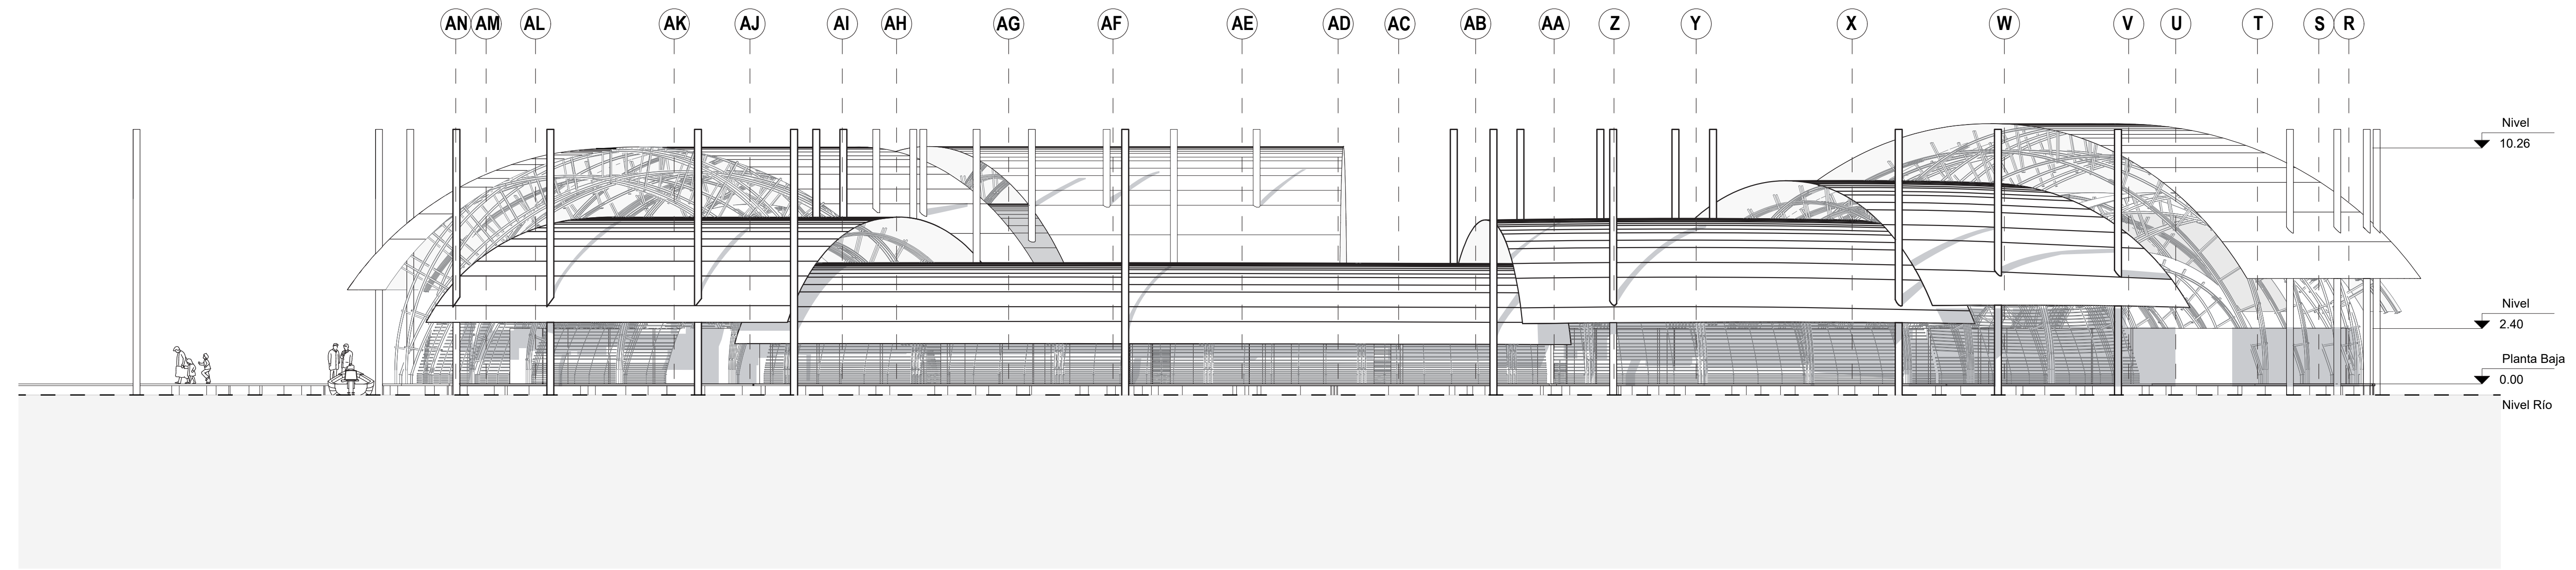 AN AM AL AK AJ AI AH AG AF AE AD AC AB AA Z Y X W V U T S R
Nivel
10.26
Nivel
2.40
Planta Baja
0.00
Nivel Río